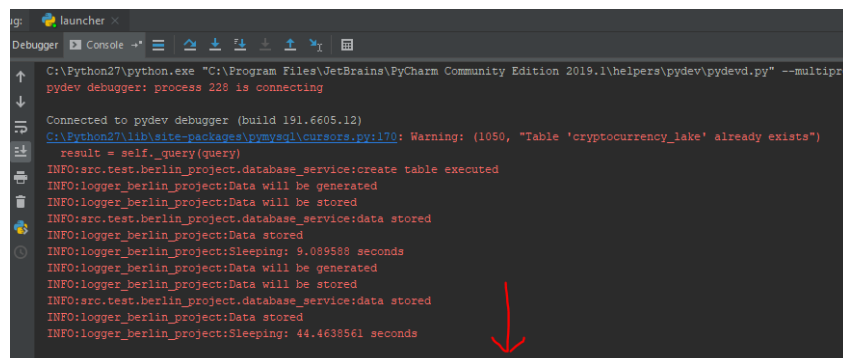 ug: launcher ×
Debugger Console
C:\Python27\python.exe "C:\Program Files\JetBrains\PyCharm Community Edition 2019.1\helpers\pydev\pydevd.py" --multipr
pydev debugger: process 228 is connecting
Connected to pydev debugger (build 191.6605.12)
C:\Python27\lib\site-packages\pymysql\cursors.py:170: Warning: (1050, "Table 'cryptocurrency_lake' already exists")
result = self._query(query)
INFO:src.test.berlin_project.database_service:create table executed
INFO:logger_berlin_project:Data will be generated
INFO:logger_berlin_project:Data will be stored
INFO:src.test.berlin_project.database_service:data stored
INFO:logger_berlin_project:Data stored
INFO:logger_berlin_project:Sleeping: 9.089588 seconds
INFO:logger_berlin_project:Data will be generated
INFO:logger_berlin_project:Data will be stored
INFO:src.test.berlin_project.database_service:data stored
INFO:logger_berlin_project:Data stored
INFO:logger_berlin_project:Sleeping: 44.4638561 seconds